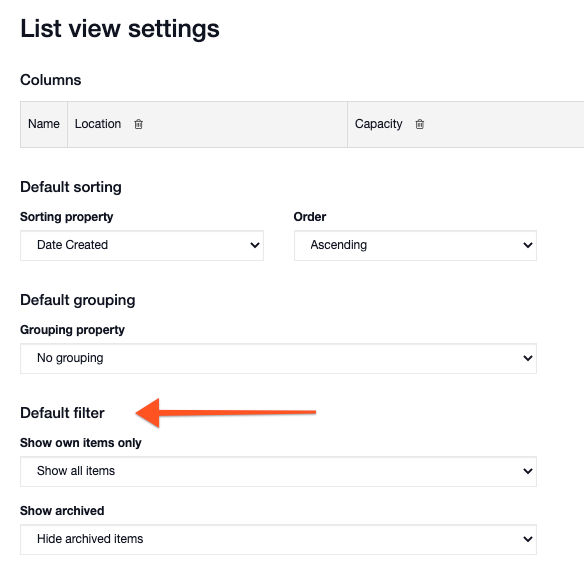 List view settings
Columns
Name Location Capacity
Default sorting
Sorting property Order
Date Created Ascending
Default grouping
Grouping property
No grouping
Default filter
Show own items only
Show all items
Show archived
Hide archived items